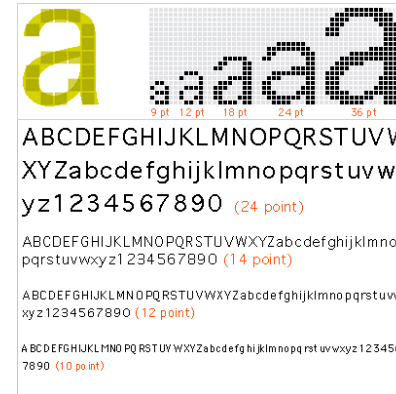 a a a a a a
9 pt 12 pt 18 pt 24 pt 36 pt
ABCDEFGHIJKLMNOPQRSTUVW
XYZabcdefghijklmnopqrstuvw
yz1234567890 (24 point)
ABCDEFGHIJKLMNOPQRSTUVWXYZabcdefghijklmno
pqrstuvwxyz1234567890 (14 point)
ABCDEFGHIJKLMNOPQRSTUVWXYZabcdefghijklmnopqrstuvw
xyz1234567890 (12 point)
ABCDEFGHIJKLMNOPQRSTUVWXYZabcdefghijklmnopqrstuvwxyz12345
7890 (10 point)